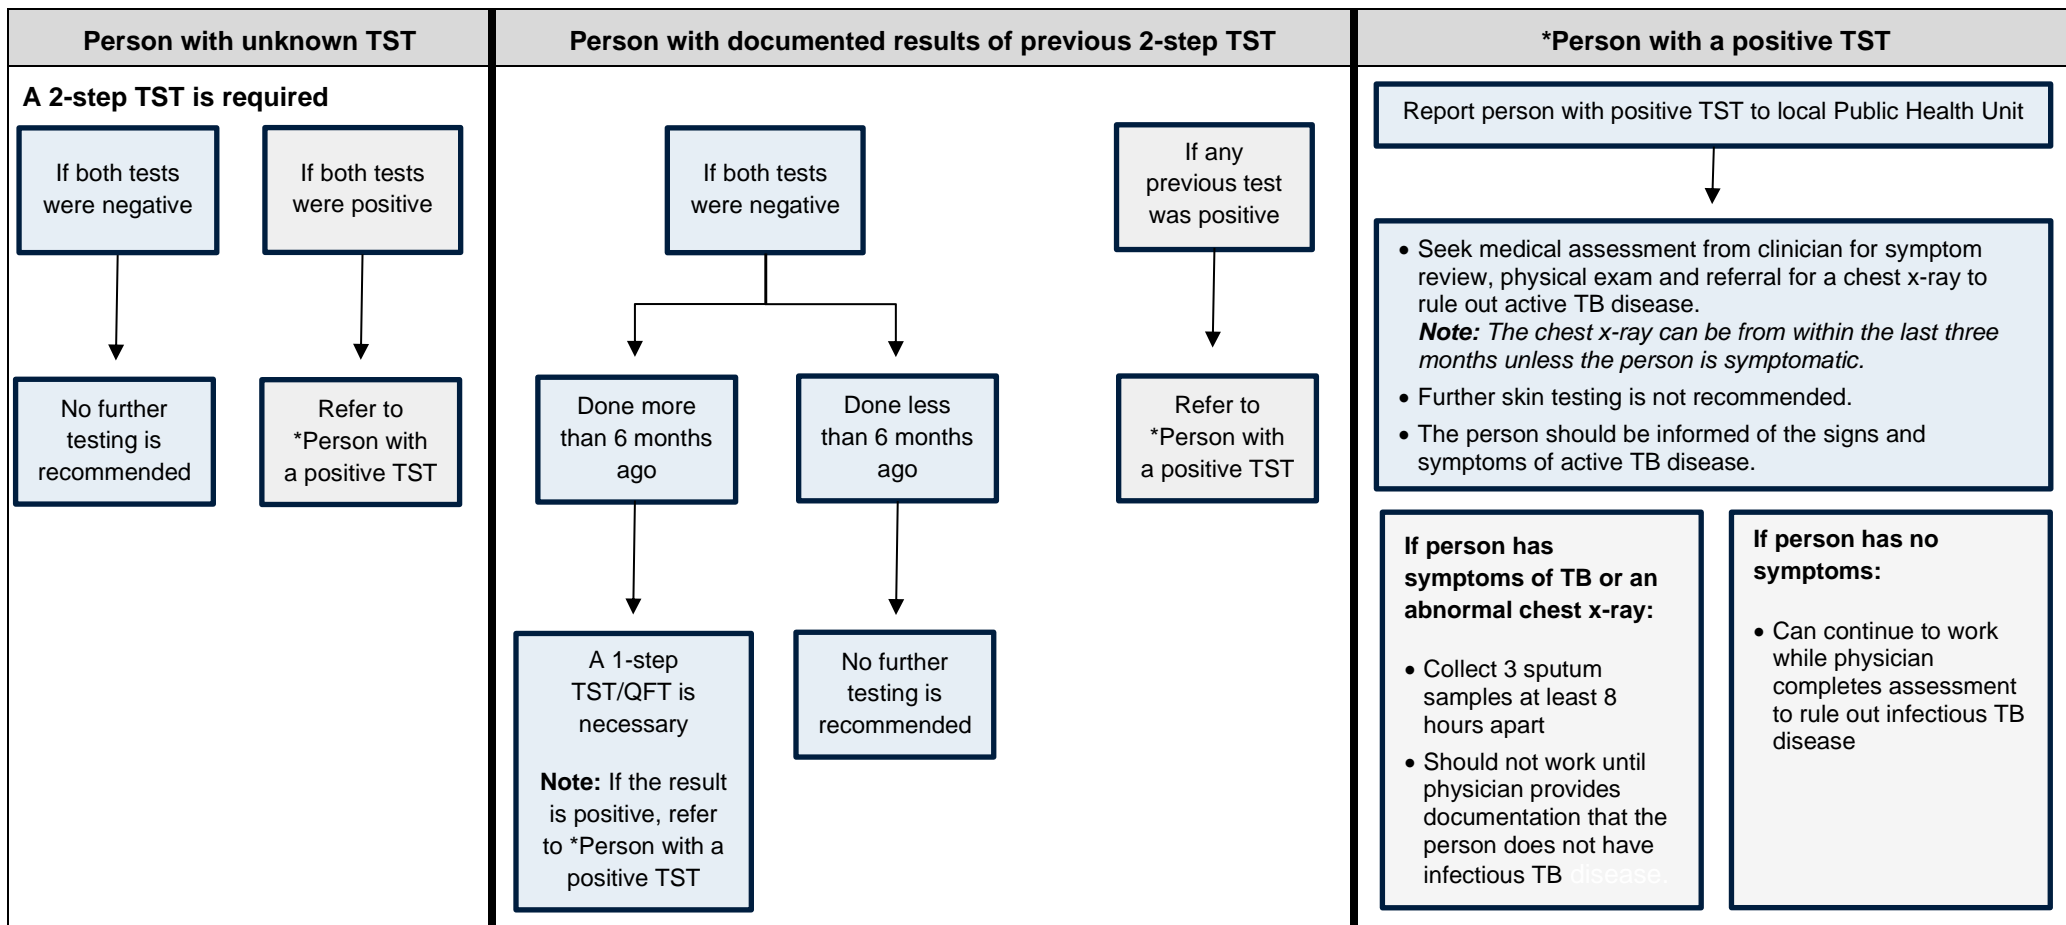 Person with unknown TST
A 2-step TST is required
If both tests
were negative
If both tests
were positive
No further
testing is
recommended
Refer to
*Person with
a positive TST
Person with documented results of previous 2-step TST
If both tests
were negative
If any
previous test
was positive
Done more
than 6 months
ago
Done less
than 6 months
ago
Refer to
*Person with
a positive TST
A 1-step
TST/QFT is
necessary
Note: If the result
is positive, refer
to *Person with a
positive TST
No further
testing is
recommended
*Person with a positive TST
Report person with positive TST to local Public Health Unit
• Seek medical assessment from clinician for symptom
review, physical exam and referral for a chest x-ray to
rule out active TB disease.
Note: The chest x-ray can be from within the last three
months unless the person is symptomatic.
• Further skin testing is not recommended.
• The person should be informed of the signs and
symptoms of active TB disease.
If person has
symptoms of TB or an
abnormal chest x-ray:
• Collect 3 sputum
samples at least 8
hours apart
• Should not work until
physician provides
documentation that the
person does not have
infectious TB disease.
If person has no
symptoms:
• Can continue to work
while physician
completes assessment
to rule out infectious TB
disease